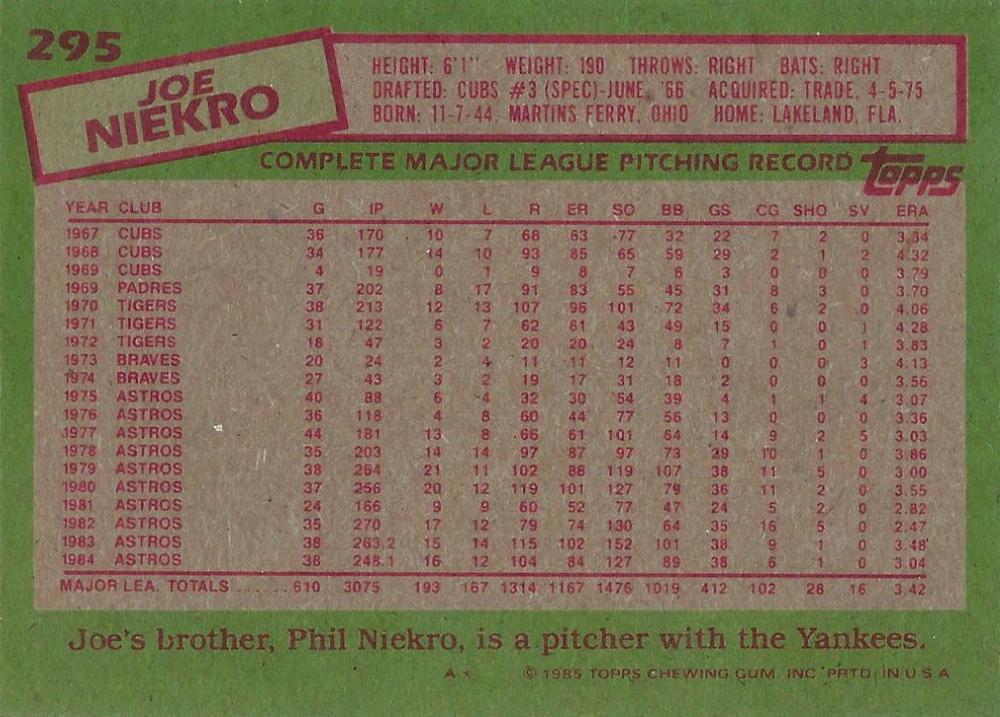 295
JOE
NIEKRO
HEIGHT: 6'1" WEIGHT: 190 THROWS: RIGHT BATS: RIGHT
DRAFTED: CUBS #3 (SPEC)-JUNE, '66 ACQUIRED: TRADE, 4-5-75
BORN: 11-7-44, MARTINS FERRY, OHIO HOME: LAKELAND, FLA.
COMPLETE MAJOR LEAGUE PITCHING RECORD topps
YEAR CLUB G IP W L R ER SO BB GS CG SHO SV ERA
1967 CUBS 36 170 10 7 68 63 77 32 22 7 2 0 3.34
1968 CUBS 34 177 14 10 93 85 65 59 29 2 1 2 4.32
1969 CUBS 4 19 0 1 9 8 7 6 3 0 0 0 3.79
1969 PADRES 37 202 8 17 91 83 55 45 31 8 3 0 3.70
1970 TIGERS 38 213 12 13 107 96 101 72 34 6 2 0 4.06
1971 TIGERS 31 122 6 7 62 61 43 49 15 0 0 1 4.28
1972 TIGERS 18 47 3 2 20 20 24 8 7 1 0 1 3.83
1973 BRAVES 20 24 2 4 11 11 12 11 0 0 0 3 4.13
1974 BRAVES 27 43 3 2 19 17 31 18 2 0 0 0 3.56
1975 ASTROS 40 88 6 4 32 30 54 39 4 1 1 4 3.07
1976 ASTROS 36 118 4 8 60 44 77 56 13 0 0 0 3.36
1977 ASTROS 44 181 13 8 66 61 101 64 14 9 2 5 3.03
1978 ASTROS 35 203 14 14 97 87 97 73 29 10 1 0 3.86
1979 ASTROS 38 264 21 11 102 88 119 107 38 11 5 0 3.00
1980 ASTROS 37 256 20 12 119 101 127 79 36 11 2 0 3.55
1981 ASTROS 24 166 9 9 60 52 77 47 24 5 2 0 2.82
1982 ASTROS 35 270 17 12 79 74 130 64 35 16 5 0 2.47
1983 ASTROS 38 263.2 15 14 115 102 152 101 38 9 1 0 3.48
1984 ASTROS 38 248.1 16 12 104 84 127 89 38 6 1 0 3.04
MAJOR LEA. TOTALS ...... 610 3075 193 167 1314 1167 1476 1019 412 102 28 16 3.42
Joe's brother, Phil Niekro, is a pitcher with the Yankees.
A* © 1985 TOPPS CHEWING GUM, INC PRTD IN U S A